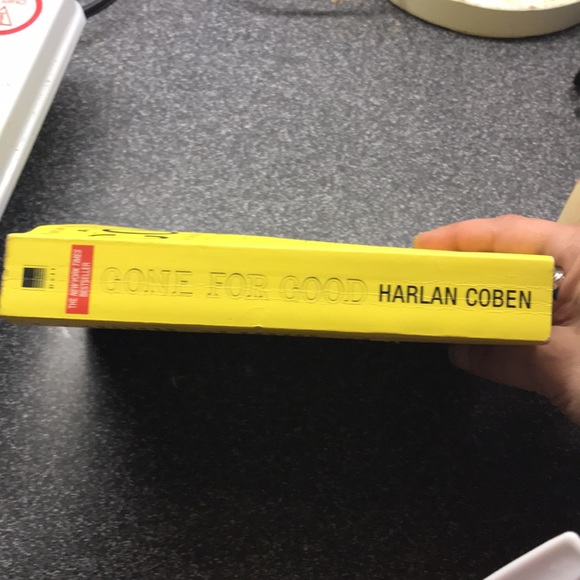 THE NEW YORK TIMES
BESTSELLER
GONE FOR GOOD
HARLAN COBEN